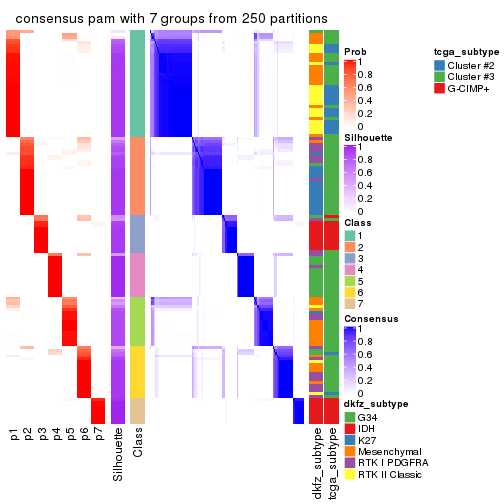 consensus pam with 7 groups from 250 partitions
p1
p2
p3
p4
p5
p6
p7
Silhouette
Class
dkfz_subtype
tcga_subtype
Prob
1
0.8
0.6
0.4
0.2
0
Silhouette
1
0.8
0.6
0.4
0.2
0
Class
1
2
3
4
5
6
7
Consensus
1
0.8
0.6
0.4
0.2
0
dkfz_subtype
G34
IDH
K27
Mesenchymal
RTK I PDGFRA
RTK II Classic
tcga_subtype
Cluster #2
Cluster #3
G-CIMP+